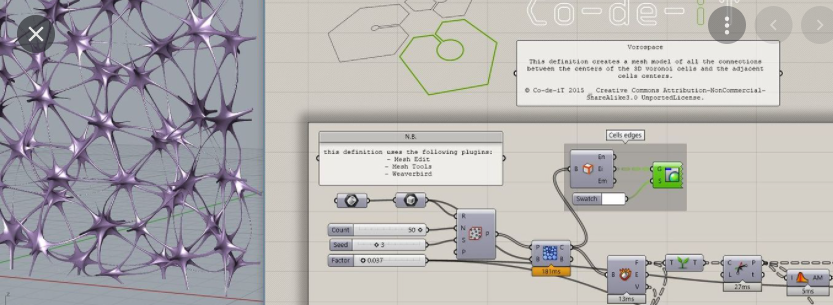 Co-de-iT
Vorospace
This definition creates a mesh model of all the connections
between the centers of the 3D voronoi cells and the adjacent
cells centers.
© Co-de-iT 2015 - Creative Commons Attribution-NonCommercial-
ShareAlike3.0 UnportedLicense.
N.B.
this definition uses the following plugins:
- Mesh Edit
- Mesh Tools
- Weaverbird
Cells edges
B
En
Ei
Em
G
S
Swatch
Count 50
Seed 3
Factor 0.037
R
N
S
P
P
P
B
C
B
181ms
B
F
E
V
13ms
T
T
C
L
F
E
27ms
I
AM
5ms
z